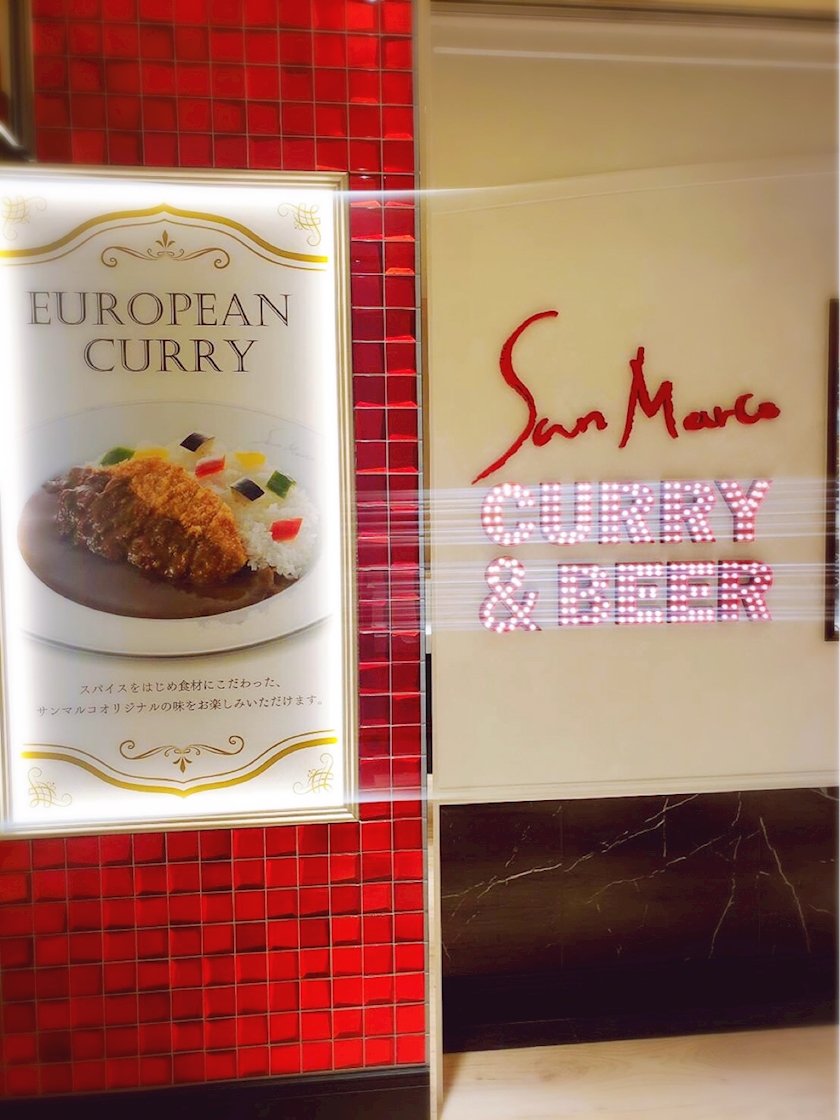 EUROPEAN
CURRY
スパイスをはじめ食材にこだわった、
サンマルコオリジナルの味をお楽しみいただけます。
San Marco
CURRY
& BEER